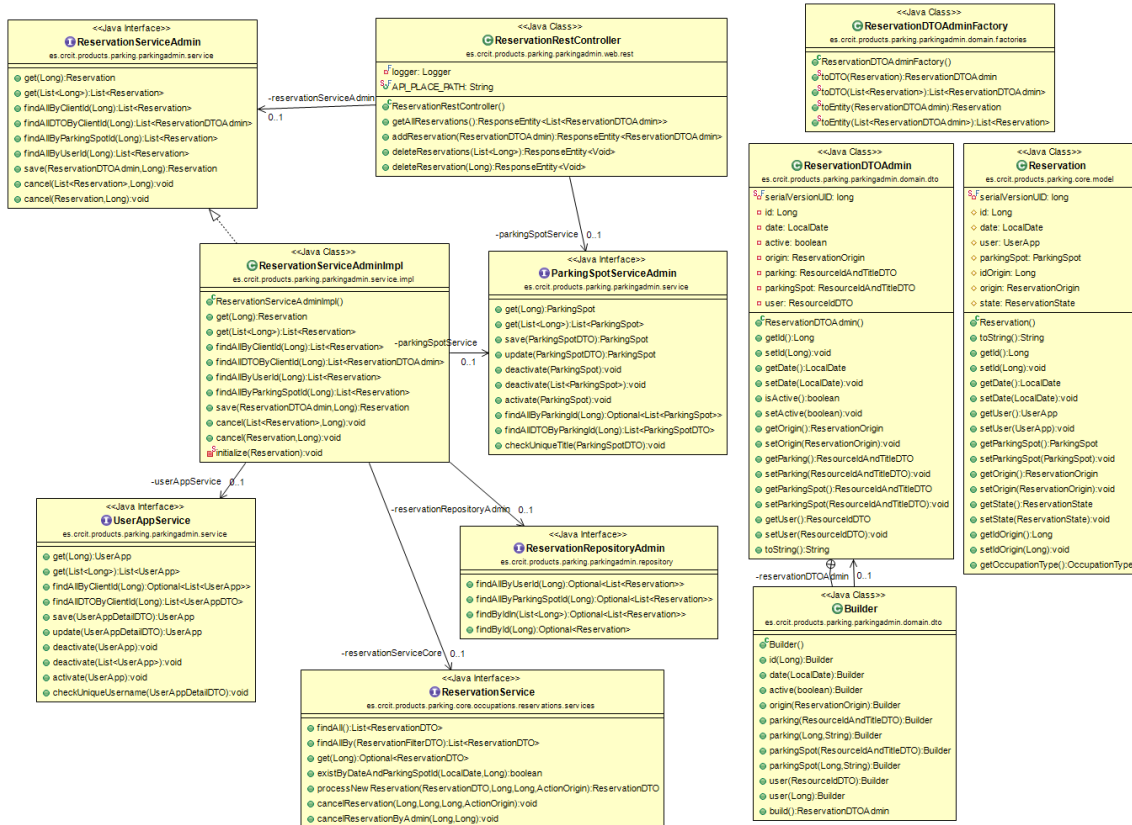 <<Java Interface>>
ReservationServiceAdmin
es.crcit.products.parking.parkingadmin.service
get(Long):Reservation
get(List<Long>):List<Reservation>
findAllByClientId(Long):List<Reservation>
findAllDTOByClientId(Long):List<ReservationDTOAdmin>
findAllByParkingSpotId(Long):List<Reservation>
findAllByUserId(Long):List<Reservation>
save(ReservationDTOAdmin,Long):Reservation
cancel(List<Reservation>,Long):void
cancel(Reservation,Long):void
-reservationServiceAdmin
0..1
<<Java Class>>
ReservationRestController
es.crcit.products.parking.parkingadmin.web.rest
logger: Logger
API_PLACE_PATH: String
ReservationRestController()
getAllReservations():ResponseEntity<List<ReservationDTOAdmin>>
addReservation(ReservationDTOAdmin):ResponseEntity<ReservationDTOAdmin>
deleteReservations(List<Long>):ResponseEntity<Void>
deleteReservation(Long):ResponseEntity<Void>
<<Java Class>>
ReservationDTOAdminFactory
es.crcit.products.parking.parkingadmin.domain.factories
ReservationDTOAdminFactory()
toDTO(Reservation):ReservationDTOAdmin
toDTO(List<Reservation>):List<ReservationDTOAdmin>
toEntity(ReservationDTOAdmin):Reservation
toEntity(List<ReservationDTOAdmin>):List<Reservation>
-parkingSpotService
0..1
<<Java Class>>
ReservationServiceAdminImpl
es.crcit.products.parking.parkingadmin.service.impl
ReservationServiceAdminImpl()
get(Long):Reservation
get(List<Long>):List<Reservation>
findAllByClientId(Long):List<Reservation>
findAllDTOByClientId(Long):List<ReservationDTOAdmin>
findAllByUserId(Long):List<Reservation>
findAllByParkingSpotId(Long):List<Reservation>
save(ReservationDTOAdmin,Long):Reservation
cancel(List<Reservation>,Long):void
cancel(Reservation,Long):void
initialize(Reservation):void
-parkingSpotService
0..1
<<Java Interface>>
ParkingSpotServiceAdmin
es.crcit.products.parking.parkingadmin.service
get(Long):ParkingSpot
get(List<Long>):List<ParkingSpot>
save(ParkingSpotDTO):ParkingSpot
update(ParkingSpotDTO):ParkingSpot
deactivate(ParkingSpot):void
deactivate(List<ParkingSpot>):void
activate(ParkingSpot):void
findAllByParkingId(Long):Optional<List<ParkingSpot>>
findAllDTOByParkingId(Long):List<ParkingSpotDTO>
checkUniqueTitle(ParkingSpotDTO):void
<<Java Class>>
ReservationDTOAdmin
es.crcit.products.parking.parkingadmin.domain.dto
serialVersionUID: long
id: Long
date: LocalDate
active: boolean
origin: ReservationOrigin
parking: ResourceIdAndTitleDTO
parkingSpot: ResourceIdAndTitleDTO
user: ResourceIdDTO
ReservationDTOAdmin()
getId():Long
setId(Long):void
getDate():LocalDate
setDate(LocalDate):void
isActive():boolean
setActive(boolean):void
getOrigin():ReservationOrigin
setOrigin(ReservationOrigin):void
getParking():ResourceIdAndTitleDTO
setParking(ResourceIdAndTitleDTO):void
getParkingSpot():ResourceIdAndTitleDTO
setParkingSpot(ResourceIdAndTitleDTO):void
getUser():ResourceIdDTO
setUser(ResourceIdDTO):void
toString():String
<<Java Class>>
Reservation
es.crcit.products.parking.core.model
serialVersionUID: long
id: Long
date: LocalDate
user: UserApp
parkingSpot: ParkingSpot
idOrigin: Long
origin: ReservationOrigin
state: ReservationState
Reservation()
toString():String
getId():Long
setId(Long):void
getDate():LocalDate
setDate(LocalDate):void
getUser():UserApp
setUser(UserApp):void
getParkingSpot():ParkingSpot
setParkingSpot(ParkingSpot):void
getOrigin():ReservationOrigin
setOrigin(ReservationOrigin):void
getState():ReservationState
setState(ReservationState):void
getIdOrigin():Long
setIdOrigin(Long):void
getOccupationType():OccupationType
-userAppService
0..1
<<Java Interface>>
UserAppService
es.crcit.products.parking.parkingadmin.service
get(Long):UserApp
get(List<Long>):List<UserApp>
findAllByClientId(Long):Optional<List<UserApp>>
findAllDTOByClientId(Long):List<UserAppDTO>
save(UserAppDetailDTO):UserApp
update(UserAppDetailDTO):UserApp
deactivate(UserApp):void
deactivate(List<UserApp>):void
activate(UserApp):void
checkUniqueUsername(UserAppDetailDTO):void
-reservationRepositoryAdmin
0..1
<<Java Interface>>
ReservationRepositoryAdmin
es.crcit.products.parking.parkingadmin.repository
findAllByUserId(Long):Optional<List<Reservation>>
findAllByParkingSpotId(Long):Optional<List<Reservation>>
findByIdIn(List<Long>):Optional<List<Reservation>>
findById(Long):Optional<Reservation>
-reservationServiceCore
0..1
<<Java Interface>>
ReservationService
es.crcit.products.parking.core.occupations.reservations.services
findAll():List<ReservationDTO>
findAllBy(ReservationFilterDTO):List<ReservationDTO>
get(Long):Optional<ReservationDTO>
existByDateAndParkingSpotId(LocalDate,Long):boolean
processNewReservation(ReservationDTO,Long,Long,ActionOrigin):ReservationDTO
cancelReservation(Long,Long,Long,ActionOrigin):void
cancelReservationByAdmin(Long,Long):void
-reservationDTOAdmin
0..1
<<Java Class>>
Builder
es.crcit.products.parking.parkingadmin.domain.dto
Builder()
id(Long):Builder
date(LocalDate):Builder
active(boolean):Builder
origin(ReservationOrigin):Builder
parking(ResourceIdAndTitleDTO):Builder
parking(Long,String):Builder
parkingSpot(ResourceIdAndTitleDTO):Builder
parkingSpot(Long,String):Builder
user(ResourceIdDTO):Builder
user(Long):Builder
build():ReservationDTOAdmin